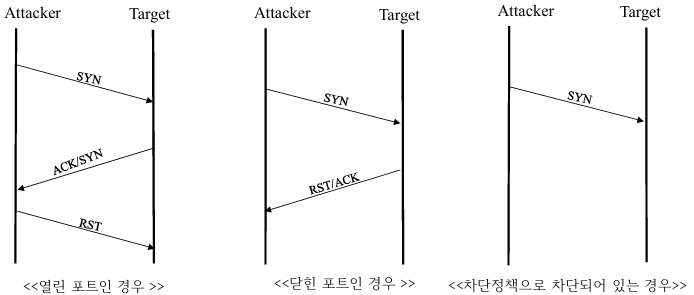 Attacker Target
SYN
ACK/SYN
RST
<<열린 포트인 경우 >>
Attacker Target
SYN
RST/ACK
<<닫힌 포트인 경우 >>
Attacker Target
SYN
<<차단정책으로 차단되어 있는 경우>>